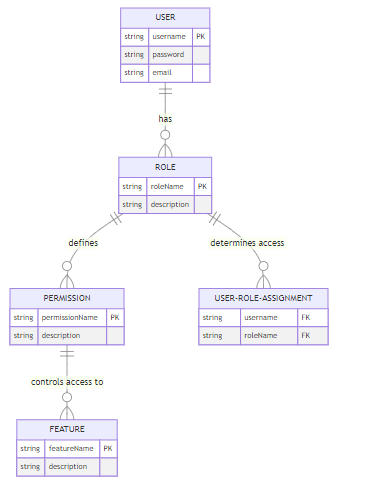 USER
string username PK
string password
string email
has
ROLE
string roleName PK
string description
defines
determines access
PERMISSION
string permissionName PK
string description
USER-ROLE-ASSIGNMENT
string username FK
string roleName FK
controls access to
FEATURE
string featureName PK
string description